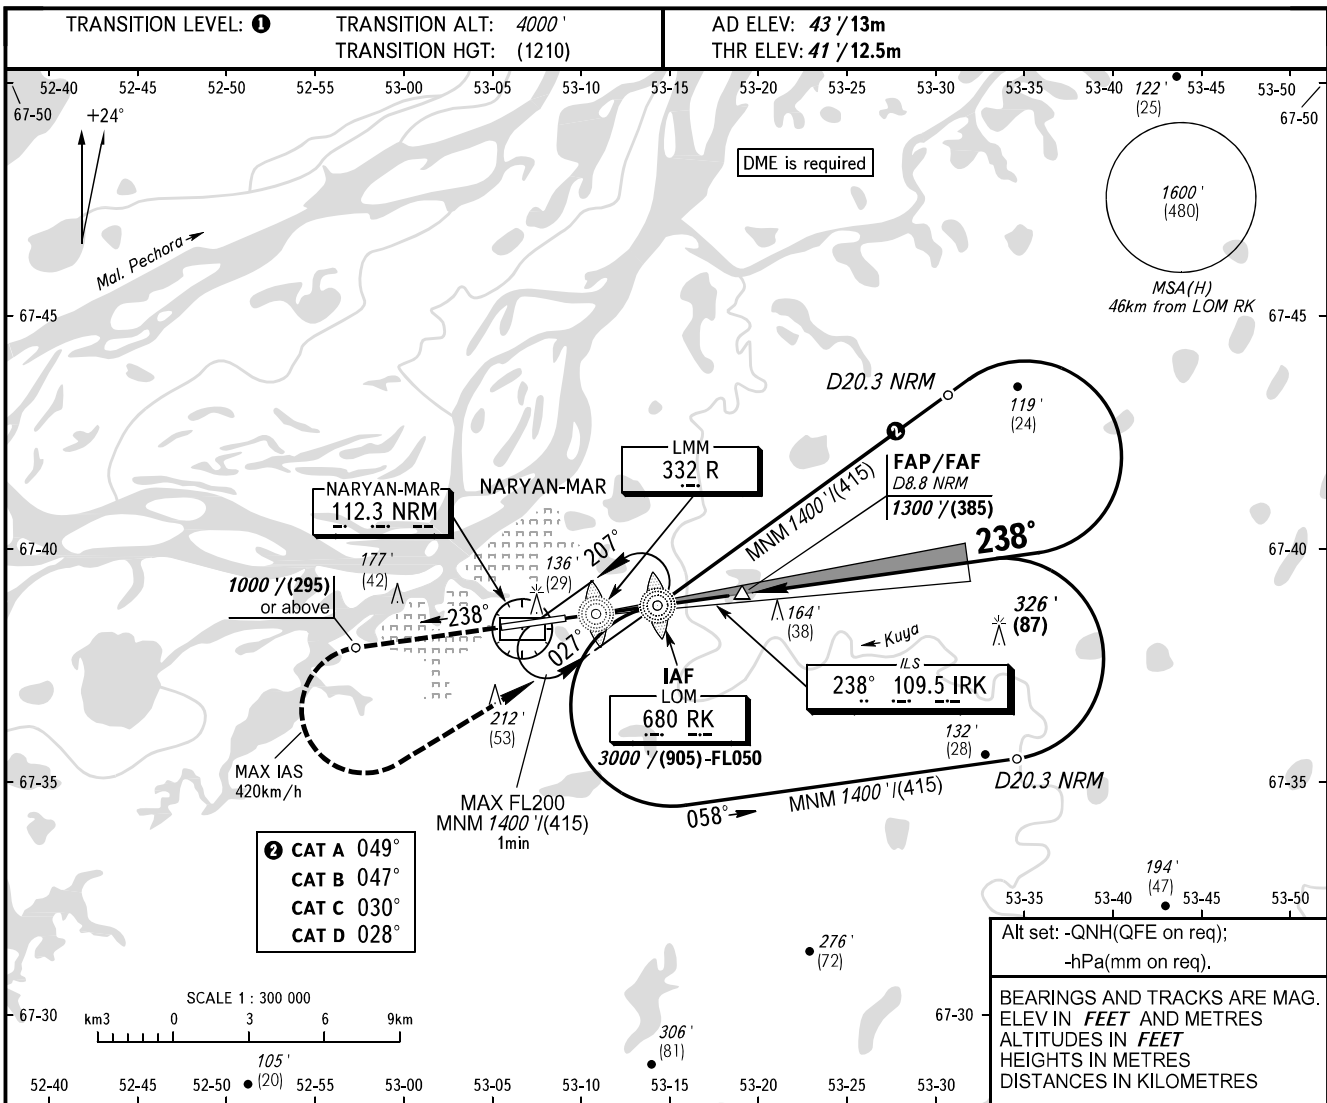 TRANSITION LEVEL: ❶
TRANSITION ALT: 4000 '
TRANSITION HGT: (1210)
AD ELEV: 43 '/13m
THR ELEV: 41 '/12.5m
52-40 52-45 52-50 52-55 53-00 53-05 53-10 53-15 53-20 53-25 53-30 53-35 53-40 53-45 53-50
67-50
67-50
122 '
(25)
+24°
DME is required
1600 '
(480)
MSA(H)
46km from LOM RK
Mal. Pechora
67-45
67-45
D20.3 NRM
119 '
(24)
LMM
332 R
FAP/FAF
D8.8 NRM
1300 '/(385)
NARYAN-MAR
112.3 NRM
NARYAN-MAR
MNM 1400 '/(415)
238°
67-40
67-40
177 '
(42)
136 '
(29)
207°
1000 '/(295)
or above
238°
027°
164 '
(38)
326 '
(87)
Kuya
ILS
238° 109.5 IRK
IAF
LOM
680 RK
3000 '/(905)-FL050
212 '
(53)
132 '
(28)
MAX IAS
420km/h
67-35
67-35
D20.3 NRM
MNM 1400 '/(415)
058°
MAX FL200
MNM 1400 '/(415)
1min
❷ CAT A 049°
CAT B 047°
CAT C 030°
CAT D 028°
❷
194 '
(47)
53-35 53-40 53-45 53-50
276 '
(72)
Alt set: -QNH(QFE on req);
-hPa(mm on req).
BEARINGS AND TRACKS ARE MAG.
ELEV IN FEET AND METRES
ALTITUDES IN FEET
HEIGHTS IN METRES
DISTANCES IN KILOMETRES
SCALE 1 : 300 000
km3 0 3 6 9km
67-30
67-30
306 '
(81)
105 '
(20)
52-40 52-45 52-50 52-55 53-00 53-05 53-10 53-15 53-20 53-25 53-30